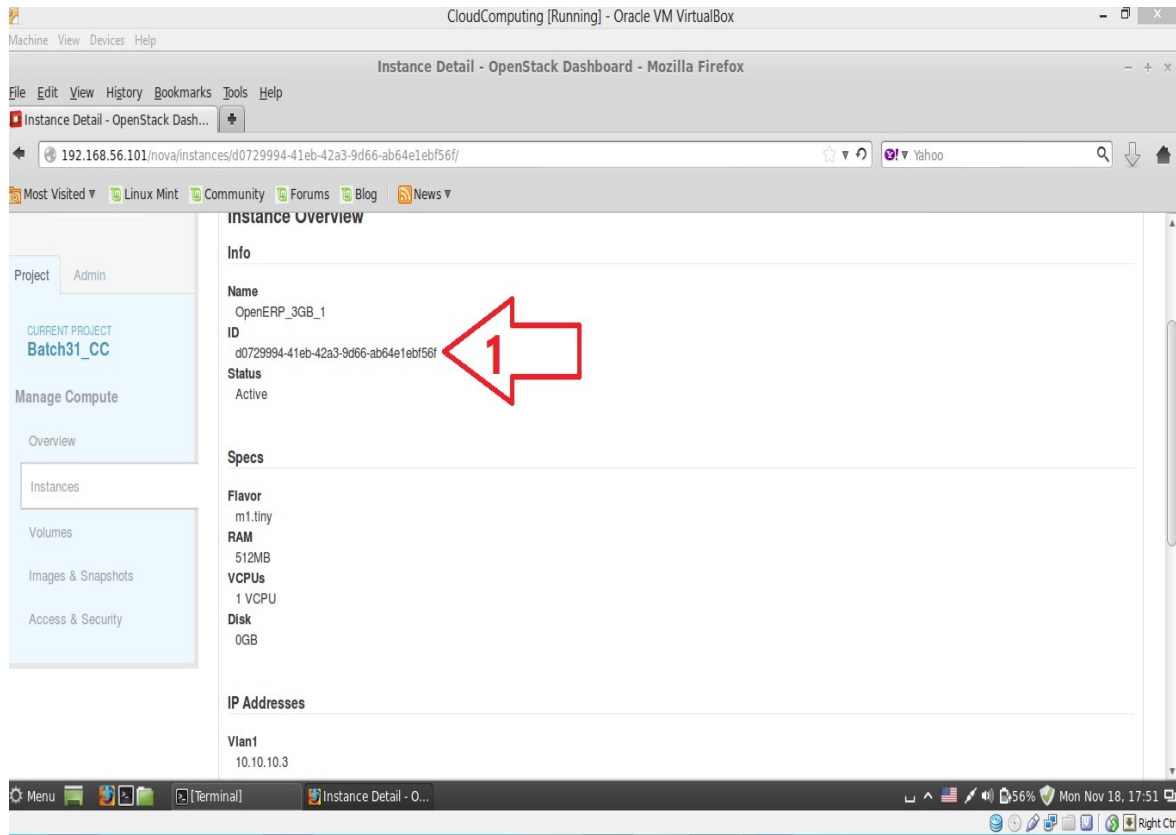 CloudComputing [Running] - Oracle VM VirtualBox
Machine View Devices Help
Instance Detail - OpenStack Dashboard - Mozilla Firefox
File Edit View History Bookmarks Tools Help
Instance Detail - OpenStack Dash...
192.168.56.101/nova/instances/d0729994-41eb-42a3-9d66-ab64e1ebf56f/
Yahoo
Most Visited Linux Mint Community Forums Blog News
Instance Overview
Info
Project Admin
Name
OpenERP_3GB_1
CURRENT PROJECT
Batch31_CC
ID
d0729994-41eb-42a3-9d66-ab64e1ebf56f
1
Status
Active
Manage Compute
Overview
Instances
Volumes
Images & Snapshots
Access & Security
Specs
Flavor
m1.tiny
RAM
512MB
VCPUs
1 VCPU
Disk
0GB
IP Addresses
Vlan1
10.10.10.3
Menu [Terminal] Instance Detail - O... 56% Mon Nov 18, 17:51
Right Ctr